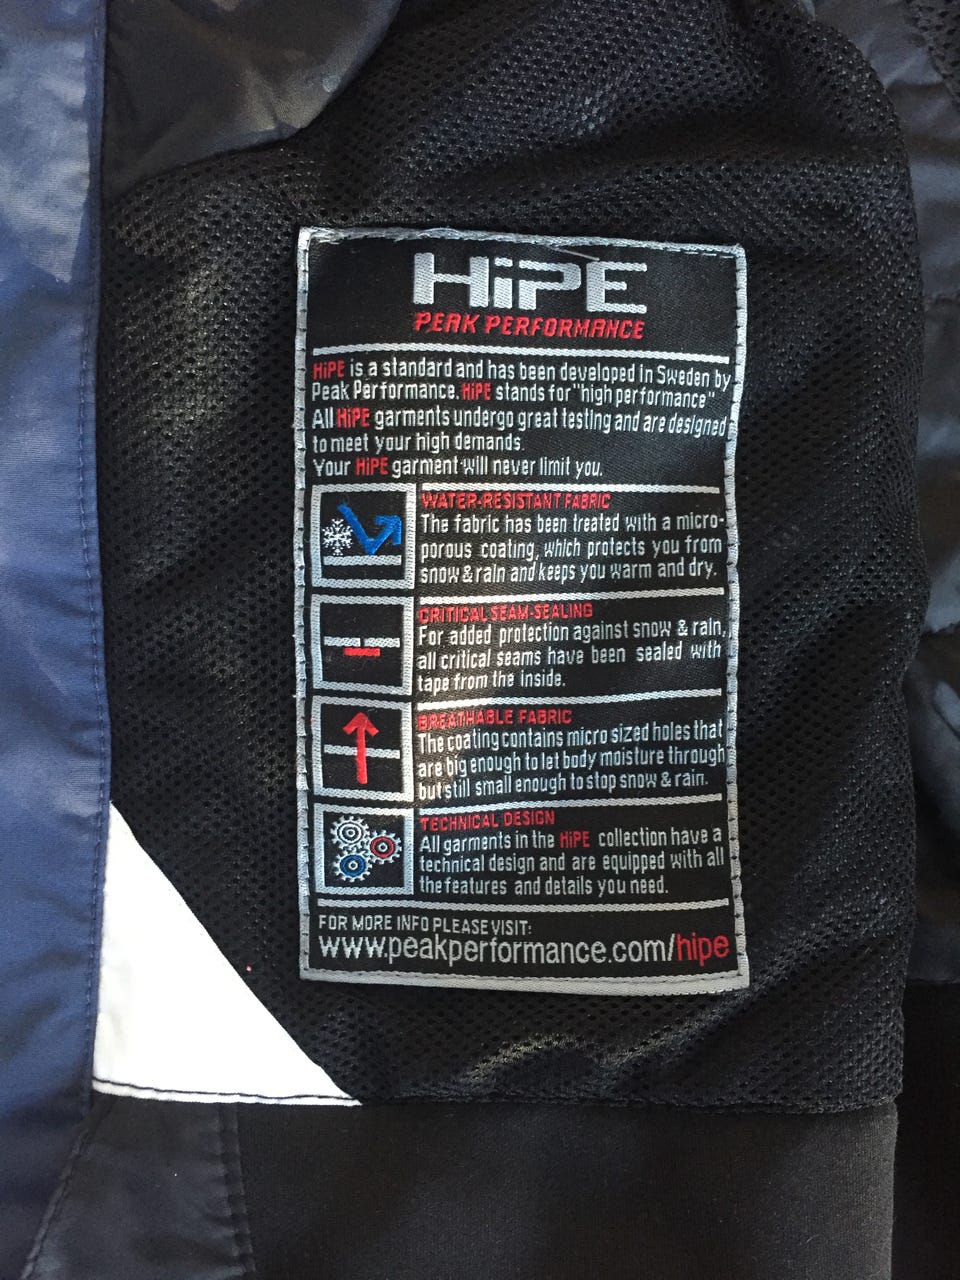 HiPE
PEAK PERFORMANCE
HiPE is a standard and has been developed in Sweden by
Peak Performance. HiPE stands for "high performance"
All HiPE garments undergo great testing and are designed
to meet your high demands.
Your HiPE garment will never limit you.
WATER-RESISTANT FABRIC
The fabric has been treated with a micro-
porous coating, which protects you from
snow & rain and keeps you warm and dry.
CRITICAL SEAM-SEALING
For added protection against snow & rain,
all critical seams have been sealed with
tape from the inside.
BREATHABLE FABRIC
The coating contains micro sized holes that
are big enough to let body moisture through
but still small enough to stop snow & rain.
TECHNICAL DESIGN
All garments in the HiPE collection have a
technical design and are equipped with all
the features and details you need.
FOR MORE INFO PLEASE VISIT:
www.peakperformance.com/hipe